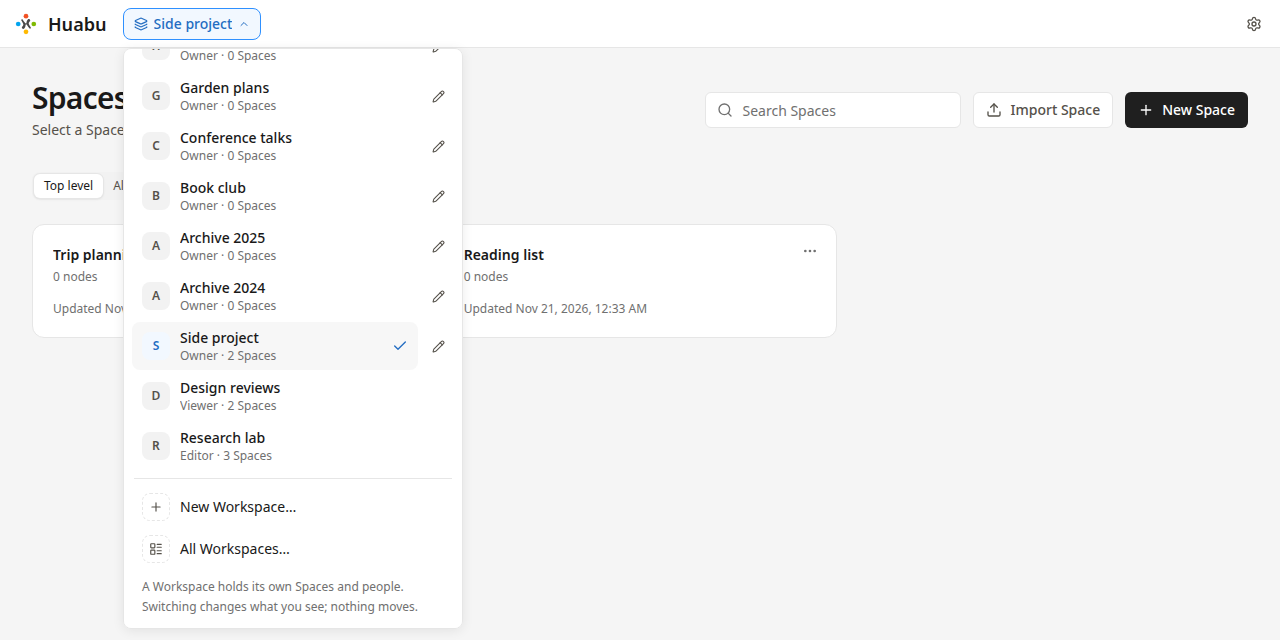 Huabu
Side project
Owner · 0 Spaces
G
Garden plans
Owner · 0 Spaces
C
Conference talks
Owner · 0 Spaces
B
Book club
Owner · 0 Spaces
A
Archive 2025
Owner · 0 Spaces
A
Archive 2024
Owner · 0 Spaces
S
Side project
Owner · 2 Spaces
D
Design reviews
Viewer · 2 Spaces
R
Research lab
Editor · 3 Spaces
New Workspace...
All Workspaces...
A Workspace holds its own Spaces and people.
Switching changes what you see; nothing moves.
Spaces
Select a Space
Search Spaces
Import Space
New Space
Top level
Trip
0 nodes
Updated
Reading list
0 nodes
Updated Nov 21, 2026, 12:33 AM